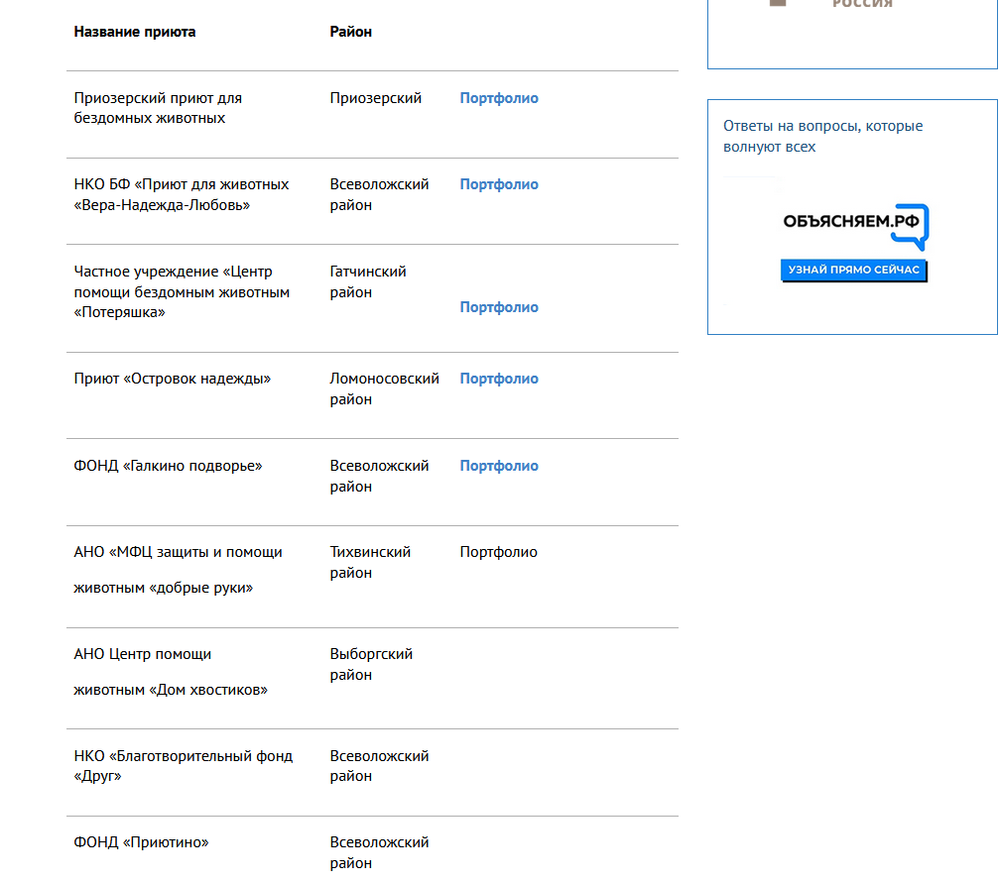 Название приюта Район
Приозерский приют для
бездомных животных
Приозерский
Портфолио
НКО БФ «Приют для животных
«Вера-Надежда-Любовь»
Всеволожский
район
Портфолио
Частное учреждение «Центр
помощи бездомным животным
«Потеряшка»
Гатчинский
район
Портфолио
Приют «Островок надежды»
Ломоносовский
район
Портфолио
ФОНД «Галкино подворье»
Всеволожский
район
Портфолио
АНО «МФЦ защиты и помощи
животным «добрые руки»
Тихвинский
район
Портфолио
АНО Центр помощи
животным «Дом хвостиков»
Выборгский
район
НКО «Благотворительный фонд
«Друг»
Всеволожский
район
ФОНД «Приютино»
Всеволожский
район
РОССИЯ
Ответы на вопросы, которые
волнуют всех
ОБЪЯСНЯЕМ.РФ
УЗНАЙ ПРЯМО СЕЙЧАС